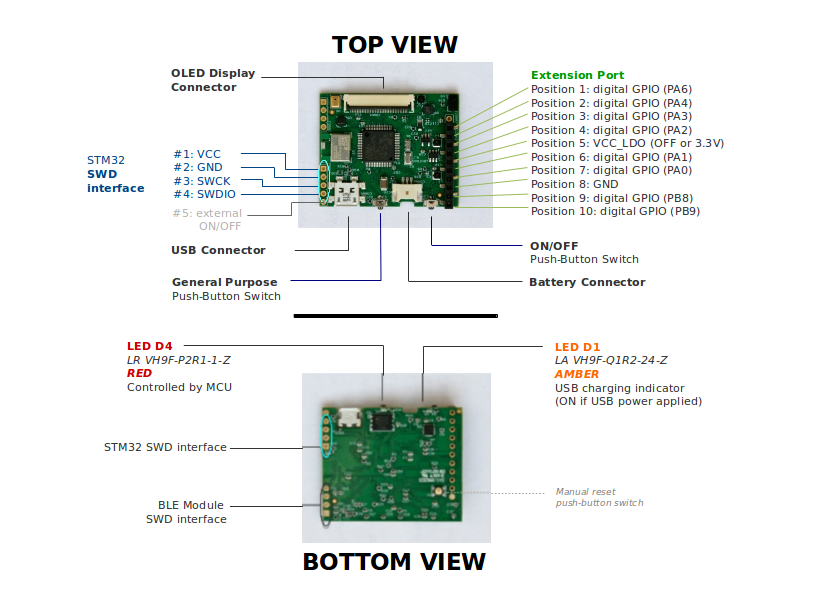 TOP VIEW
OLED Display
Connector
STM32
SWD
interface
#1: VCC
#2: GND
#3: SWCK
#4: SWDIO
#5: external
ON/OFF
USB Connector
General Purpose
Push-Button Switch
Extension Port
Position 1: digital GPIO (PA6)
Position 2: digital GPIO (PA4)
Position 3: digital GPIO (PA3)
Position 4: digital GPIO (PA2)
Position 5: VCC_LDO (OFF or 3.3V)
Position 6: digital GPIO (PA1)
Position 7: digital GPIO (PA0)
Position 8: GND
Position 9: digital GPIO (PB8)
Position 10: digital GPIO (PB9)
ON/OFF
Push-Button Switch
Battery Connector
LED D4
LR VH9F-P2R1-1-Z
RED
Controlled by MCU
LED D1
LA VH9F-Q1R2-24-Z
AMBER
USB charging indicator
(ON if USB power applied)
STM32 SWD interface
BLE Module
SWD interface
Manual reset
push-button switch
BOTTOM VIEW